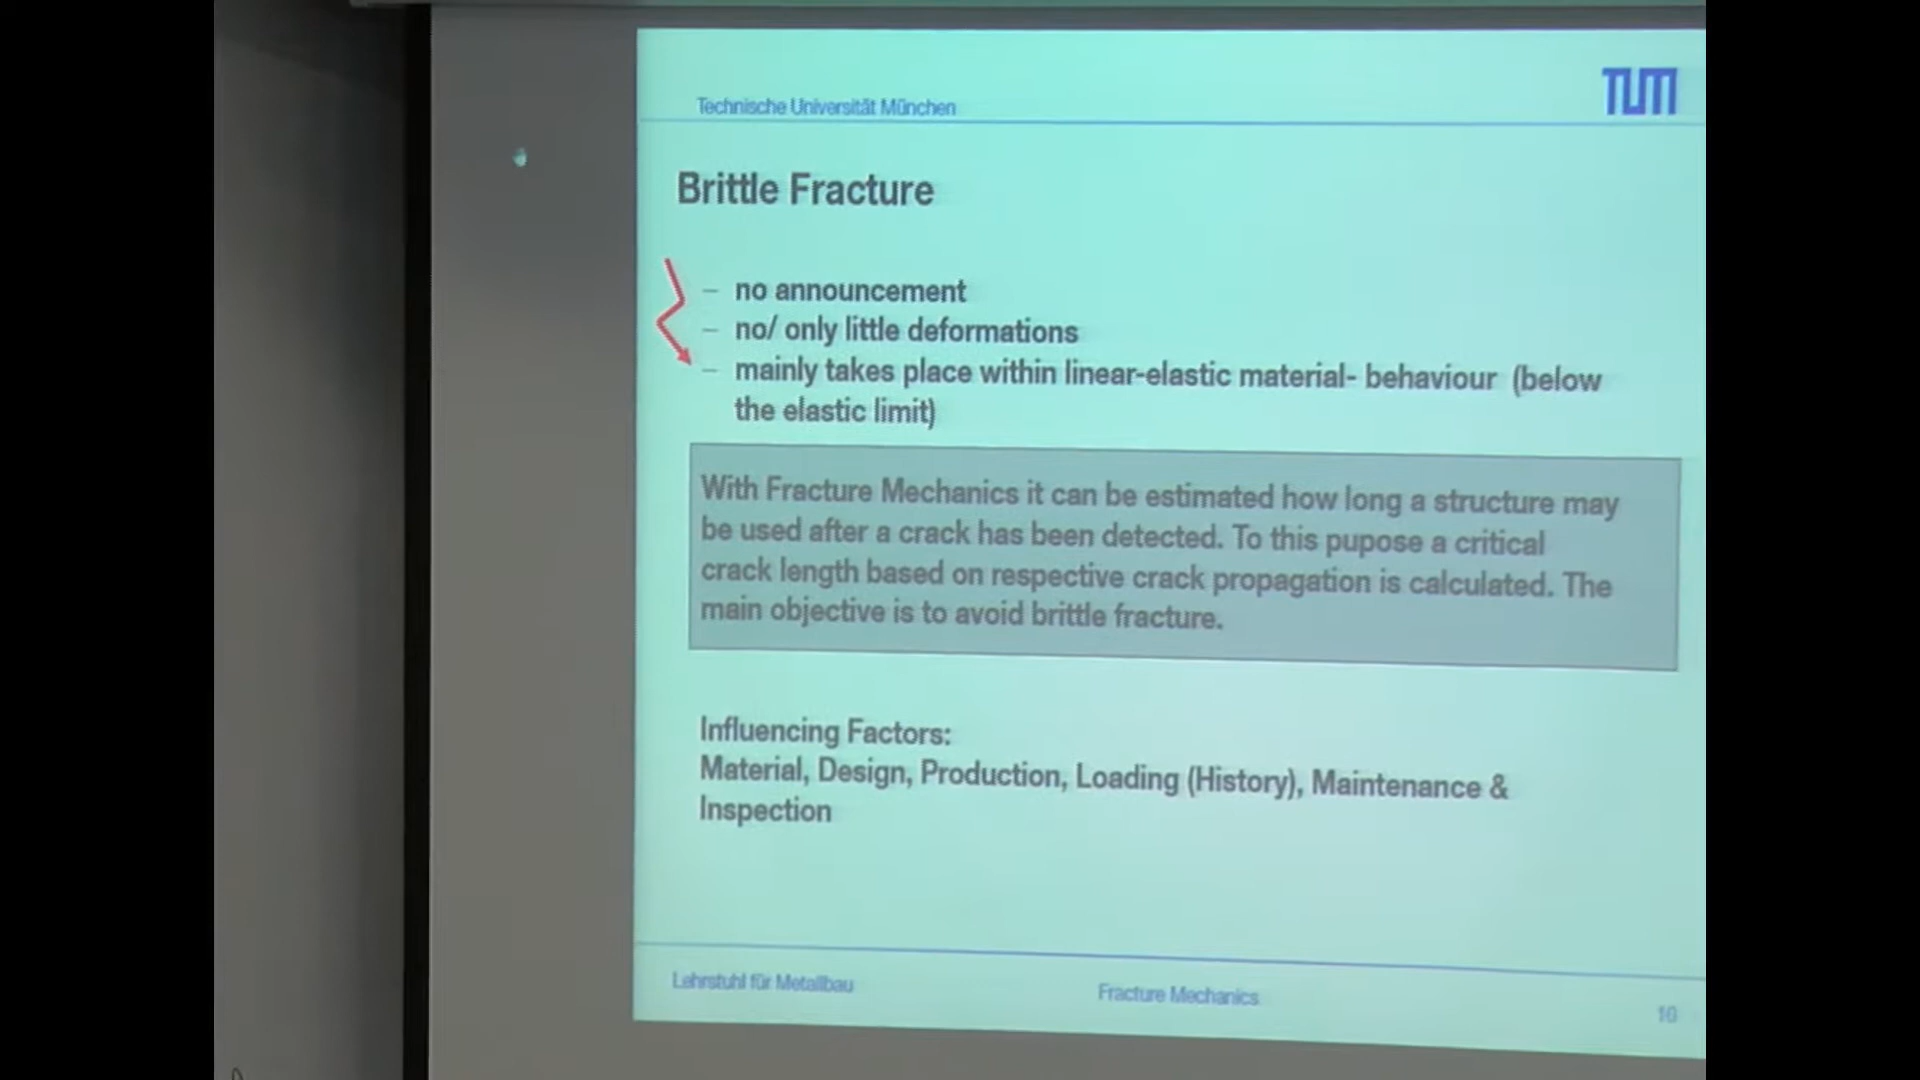 Technische Universität München
TUM
Brittle Fracture
– no announcement
– no/ only little deformations
– mainly takes place within linear-elastic material- behaviour (below
the elastic limit)
With Fracture Mechanics it can be estimated how long a structure may
be used after a crack has been detected. To this pupose a critical
crack length based on respective crack propagation is calculated. The
main objective is to avoid brittle fracture.
Influencing Factors:
Material, Design, Production, Loading (History), Maintenance &
Inspection
Lehrstuhl für Metallbau
Fracture Mechanics
10